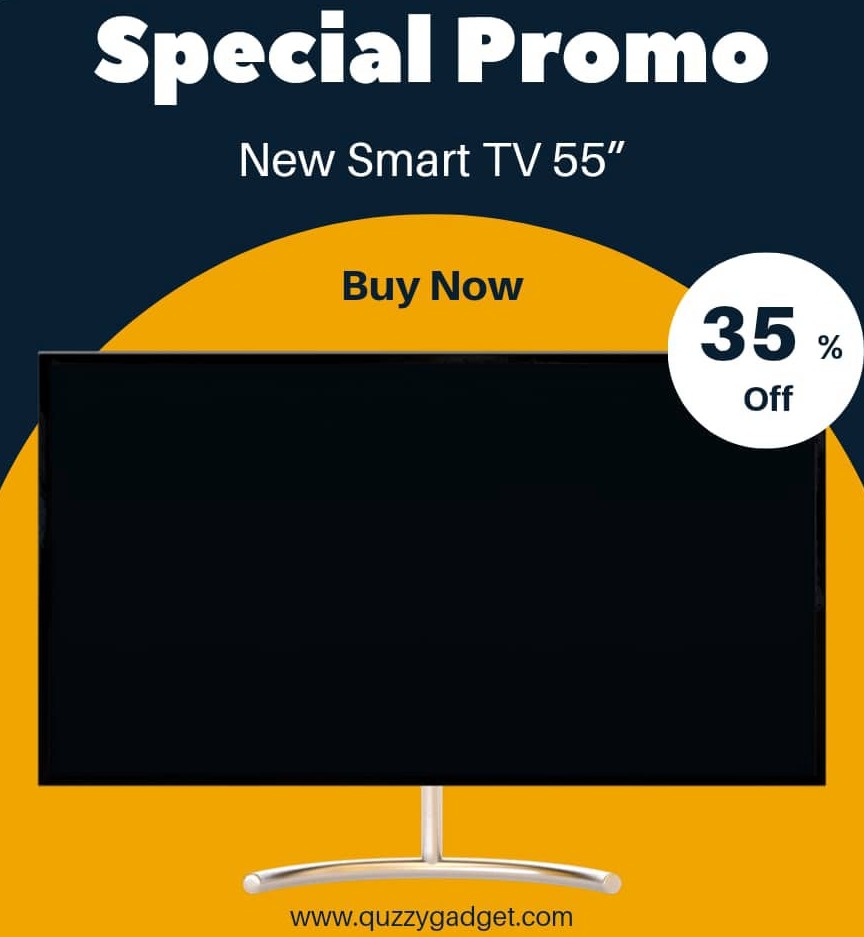 Special Promo
New Smart TV 55”
Buy Now
35 %
Off
www.quzzygadget.com